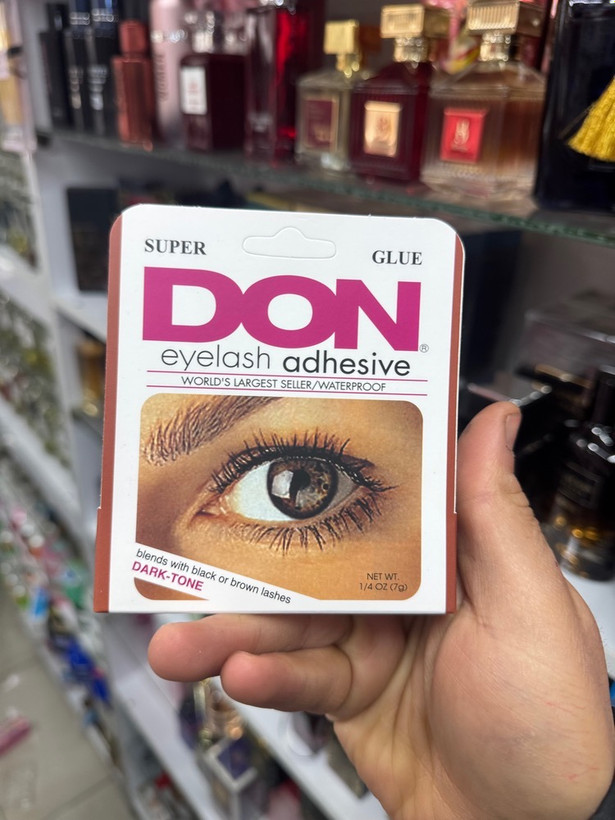 SUPER GLUE
DON®
eyelash adhesive
WORLD'S LARGEST SELLER/WATERPROOF
blends with black or brown lashes
DARK-TONE
NET WT.
1/4 OZ (7g)